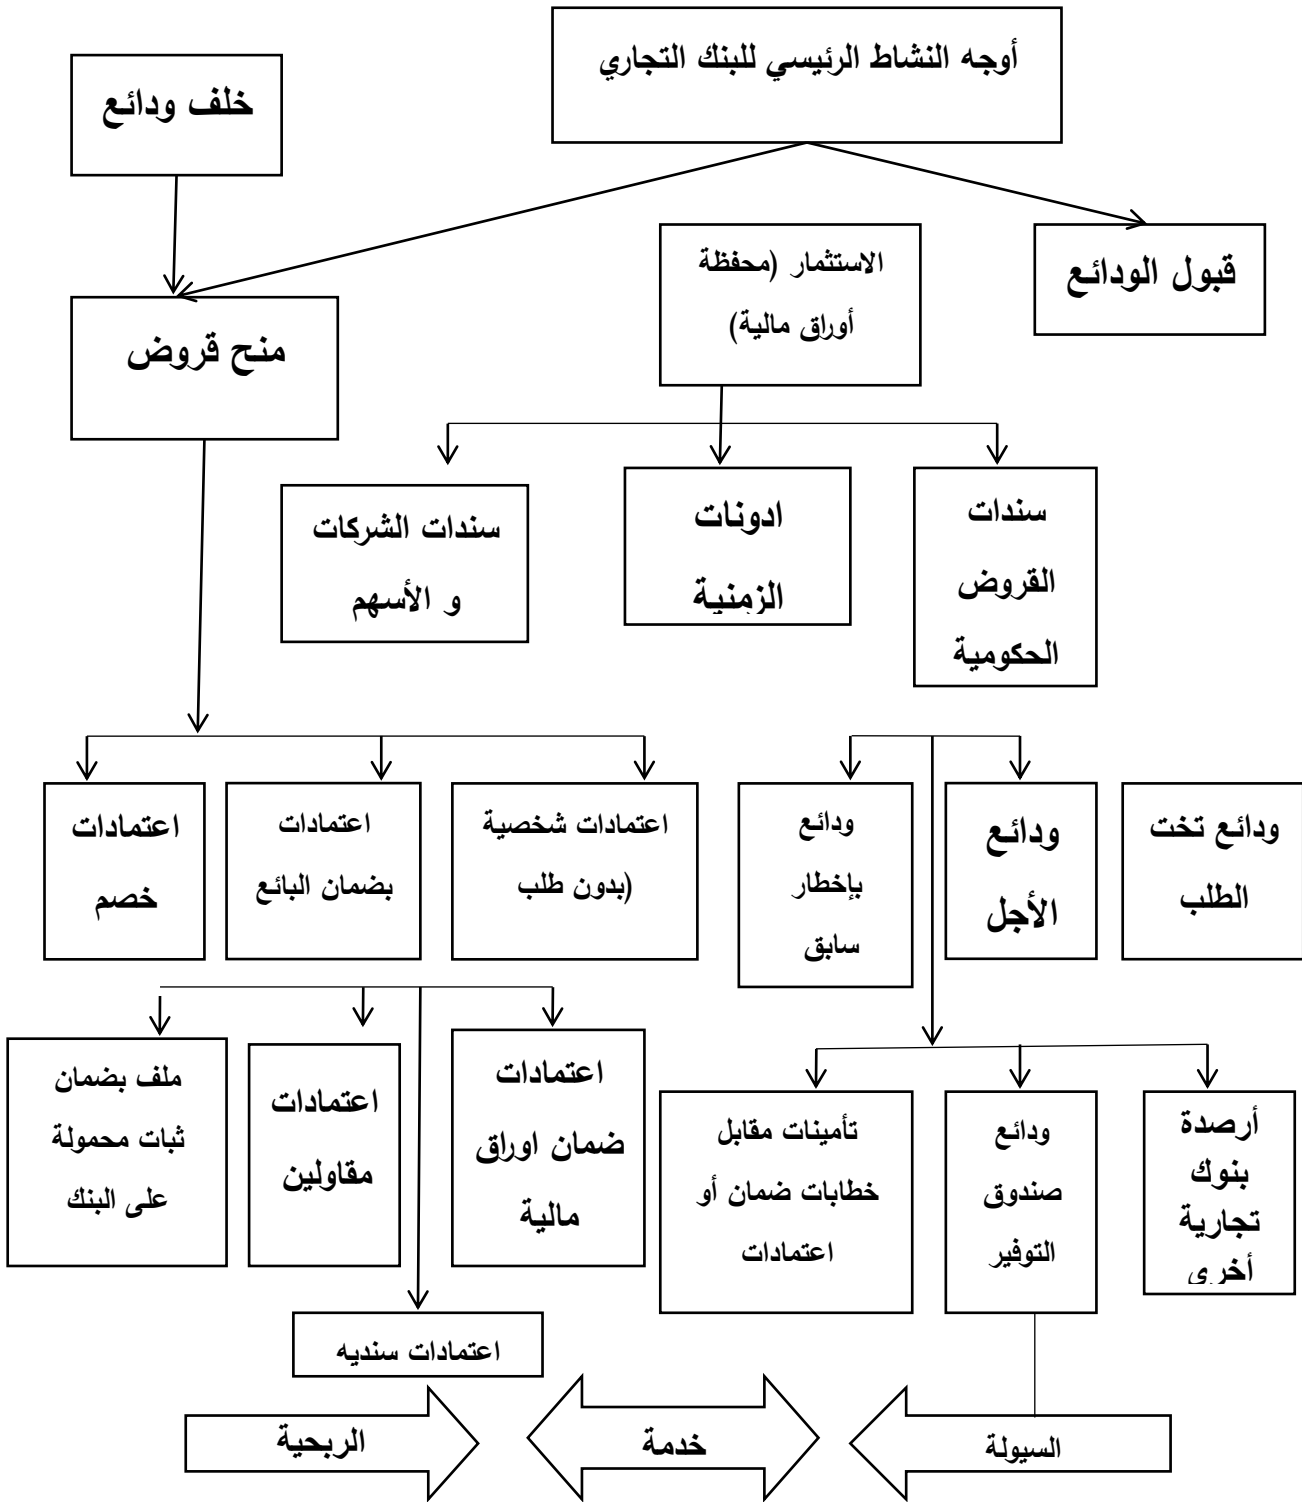 أوجه النشاط الرئيسي للبنك التجاري
خلف ودائع
قبول الودائع
الاستثمار (محفظة
أوراق مالية)
منح قروض
سندات
القروض
الحكومية
ادونات
الزمنية
سندات الشركات
و الأسهم
ودائع تخت
الطلب
ودائع
الأجل
ودائع
بإخطار
سابق
اعتمادات شخصية
(بدون طلب
اعتمادات
بضمان البائع
اعتمادات
خصم
أرصدة
بنوك
تجارية
أخرى
ودائع
صندوق
التوفير
تأمينات مقابل
خطابات ضمان أو
اعتمادات
اعتمادات
ضمان اوراق
مالية
اعتمادات
مقاولين
ملف بضمان
ثبات محمولة
على البنك
اعتمادات سنديه
السيولة
خدمة
الربحية